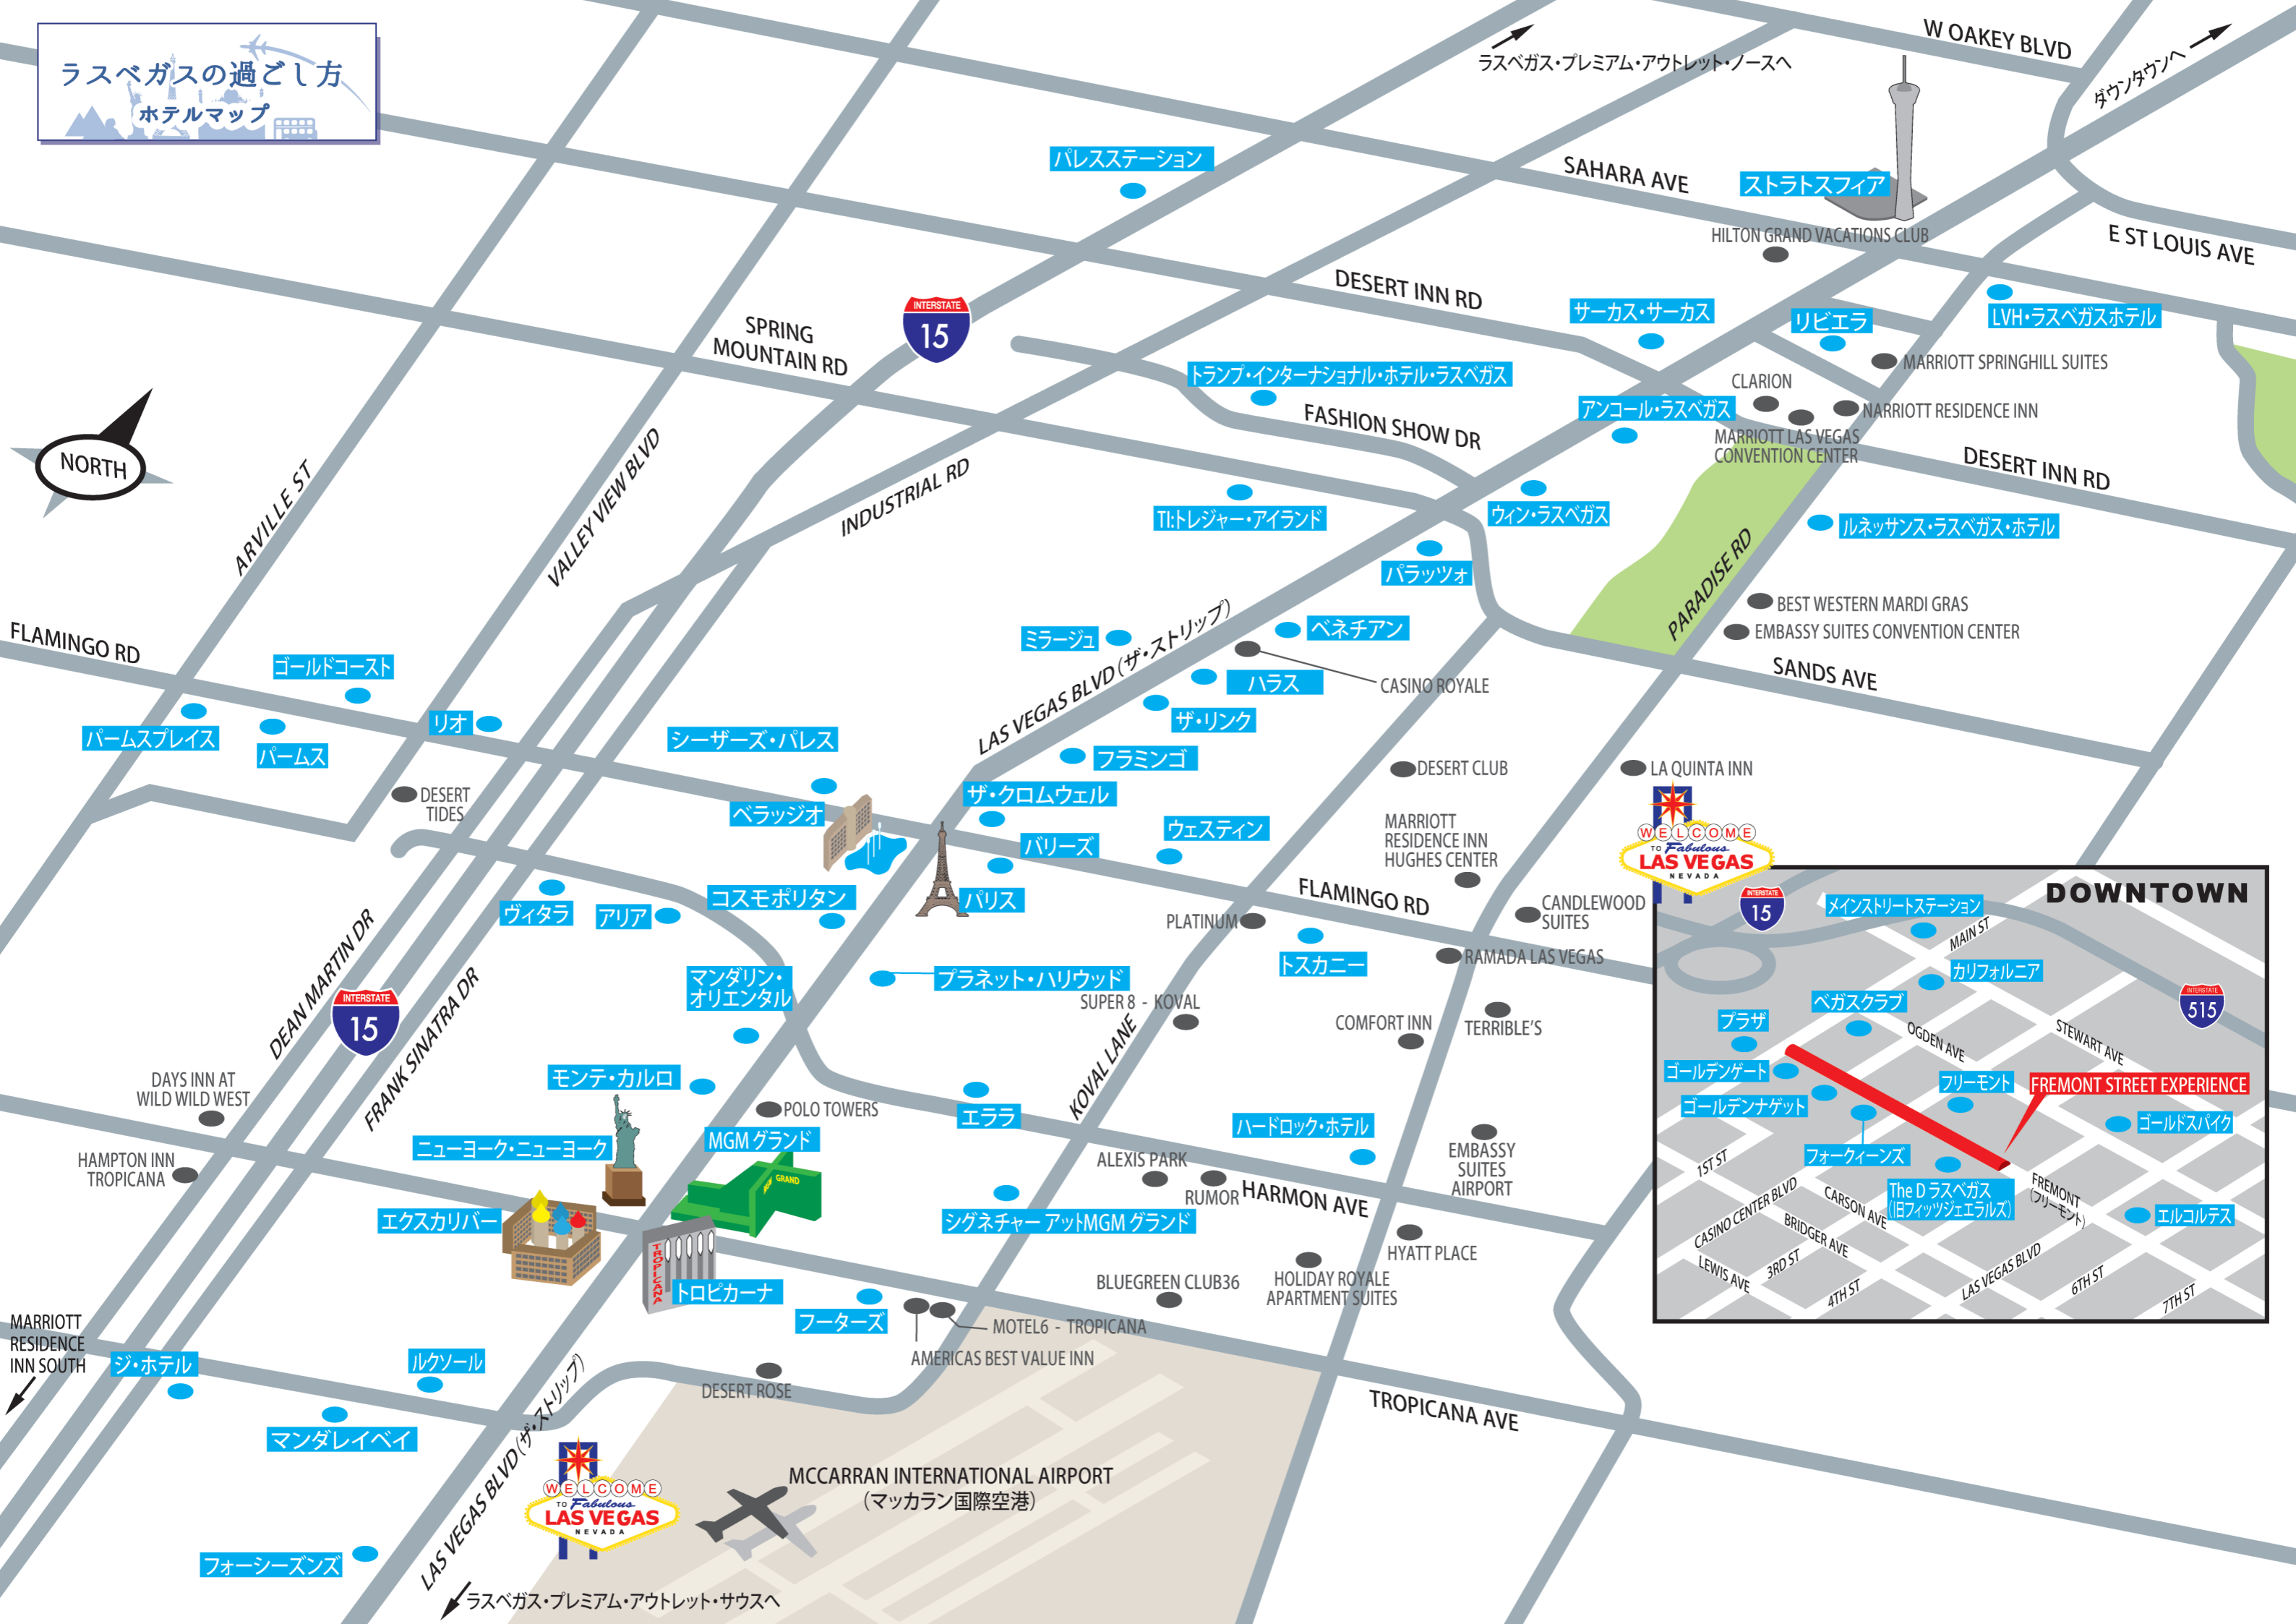 ラスベガスの過ごし方
ホテルマップ
W OAKEY BLVD
ラスベガス・プレミアム・アウトレット・ノースへ
ダウンタウンへ
パレスステーション
SAHARA AVE
ストラトスフィア
HILTON GRAND VACATIONS CLUB
E ST LOUIS AVE
DESERT INN RD
サーカス・サーカス
リビエラ
LVH・ラスベガスホテル
INTERSTATE
15
SPRING
MOUNTAIN RD
トランプ・インターナショナル・ホテル・ラスベガス
MARRIOTT SPRINGHILL SUITES
CLARION
アンコール・ラスベガス
NARRIOTT RESIDENCE INN
FASHION SHOW DR
MARRIOTT LAS VEGAS
CONVENTION CENTER
DESERT INN RD
NORTH
ARVILLE ST
VALLEY VIEW BLVD
INDUSTRIAL RD
TI:トレジャー・アイランド
ウィン・ラスベガス
ルネッサンス・ラスベガス・ホテル
パラッツォ
PARADISE RD
BEST WESTERN MARDI GRAS
EMBASSY SUITES CONVENTION CENTER
FLAMINGO RD
ミラージュ
LAS VEGAS BLVD(ザ・ストリップ)
ベネチアン
ゴールドコースト
ハラス
CASINO ROYALE
SANDS AVE
リオ
ザ・リンク
パームスプレイス
パームス
シーザーズ・パレス
フラミンゴ
DESERT CLUB
LA QUINTA INN
DESERT
TIDES
ザ・クロムウェル
ベラッジオ
バリーズ
ウェスティン
MARRIOTT
RESIDENCE INN
HUGHES CENTER
WELCOME
TO Fabulous
LAS VEGAS
NEVADA
コスモポリタン
パリス
FLAMINGO RD
ヴィタラ
アリア
PLATINUM
CANDLEWOOD
SUITES
トスカニー
RAMADA LAS VEGAS
DEAN MARTIN DR
マンダリン・
オリエンタル
プラネット・ハリウッド
SUPER 8 - KOVAL
INTERSTATE
15
FRANK SINATRA DR
COMFORT INN
TERRIBLE'S
モンテ・カルロ
DAYS INN AT
WILD WILD WEST
POLO TOWERS
エララ
KOVAL LANE
ニューヨーク・ニューヨーク
MGM グランド
ハードロック・ホテル
HAMPTON INN
TROPICANA
MGM GRAND
ALEXIS PARK
RUMOR
EMBASSY
SUITES
AIRPORT
HARMON AVE
エクスカリバー
シグネチャー アットMGM グランド
HYATT PLACE
TROPICANA
トロピカーナ
BLUEGREEN CLUB36
HOLIDAY ROYALE
APARTMENT SUITES
フーターズ
MOTEL6 - TROPICANA
AMERICAS BEST VALUE INN
MARRIOTT
RESIDENCE
INN SOUTH
ジ・ホテル
ルクソール
DESERT ROSE
TROPICANA AVE
マンダレイベイ
LAS VEGAS BLVD(ザ・ストリップ)
WELCOME
TO Fabulous
LAS VEGAS
NEVADA
MCCARRAN INTERNATIONAL AIRPORT
(マッカラン国際空港)
フォーシーズンズ
ラスベガス・プレミアム・アウトレット・サウスへ
DOWNTOWN
INTERSTATE
15
メインストリートステーション
MAIN ST
カリフォルニア
INTERSTATE
515
ベガスクラブ
プラザ
OGDEN AVE
STEWART AVE
ゴールデンゲート
フリーモント
FREMONT STREET EXPERIENCE
ゴールデンナゲット
ゴールドスパイク
フォークィーンズ
1ST ST
The D ラスベガス
(旧フィッツジェエラルズ)
FREMONT
(フリーモント)
CASINO CENTER BLVD
CARSON AVE
エルコルテス
BRIDGER AVE
LEWIS AVE
3RD ST
4TH ST
LAS VEGAS BLVD
6TH ST
7TH ST